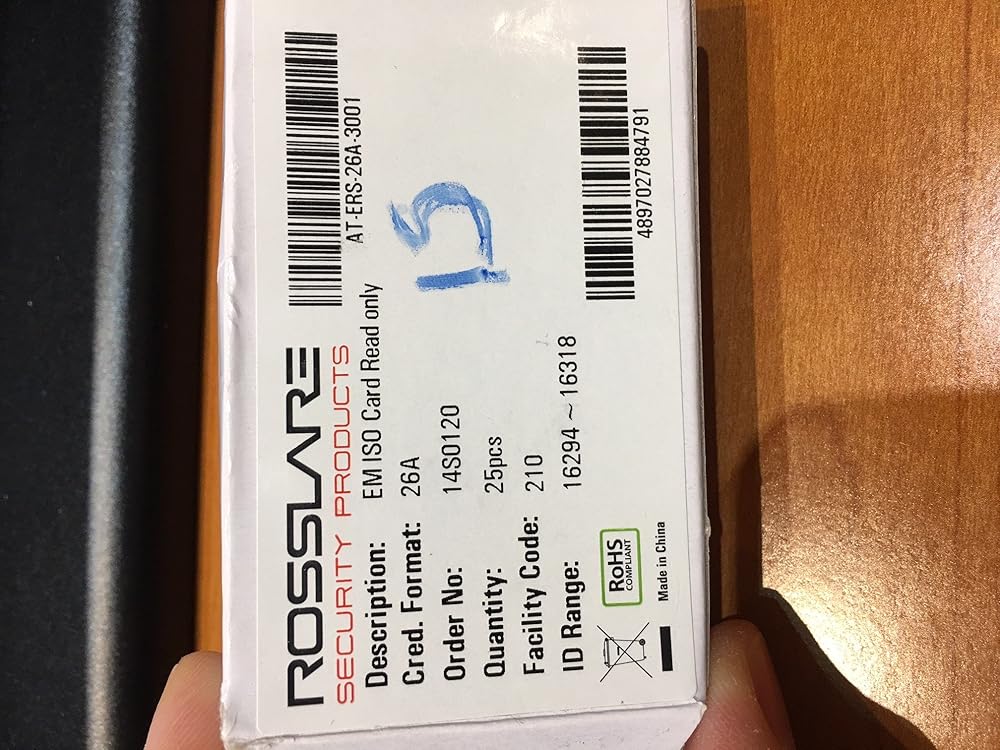 ROSSLARE
SECURITY PRODUCTS
AT-ERS-26A-3001
Description: EM ISO Card Read only
Cred. Format: 26A
Order No: 14S0120
Quantity: 25pcs
Facility Code: 210
ID Range: 16294 ~ 16318
15
4897027884791
RoHS
COMPLIANT
Made in China